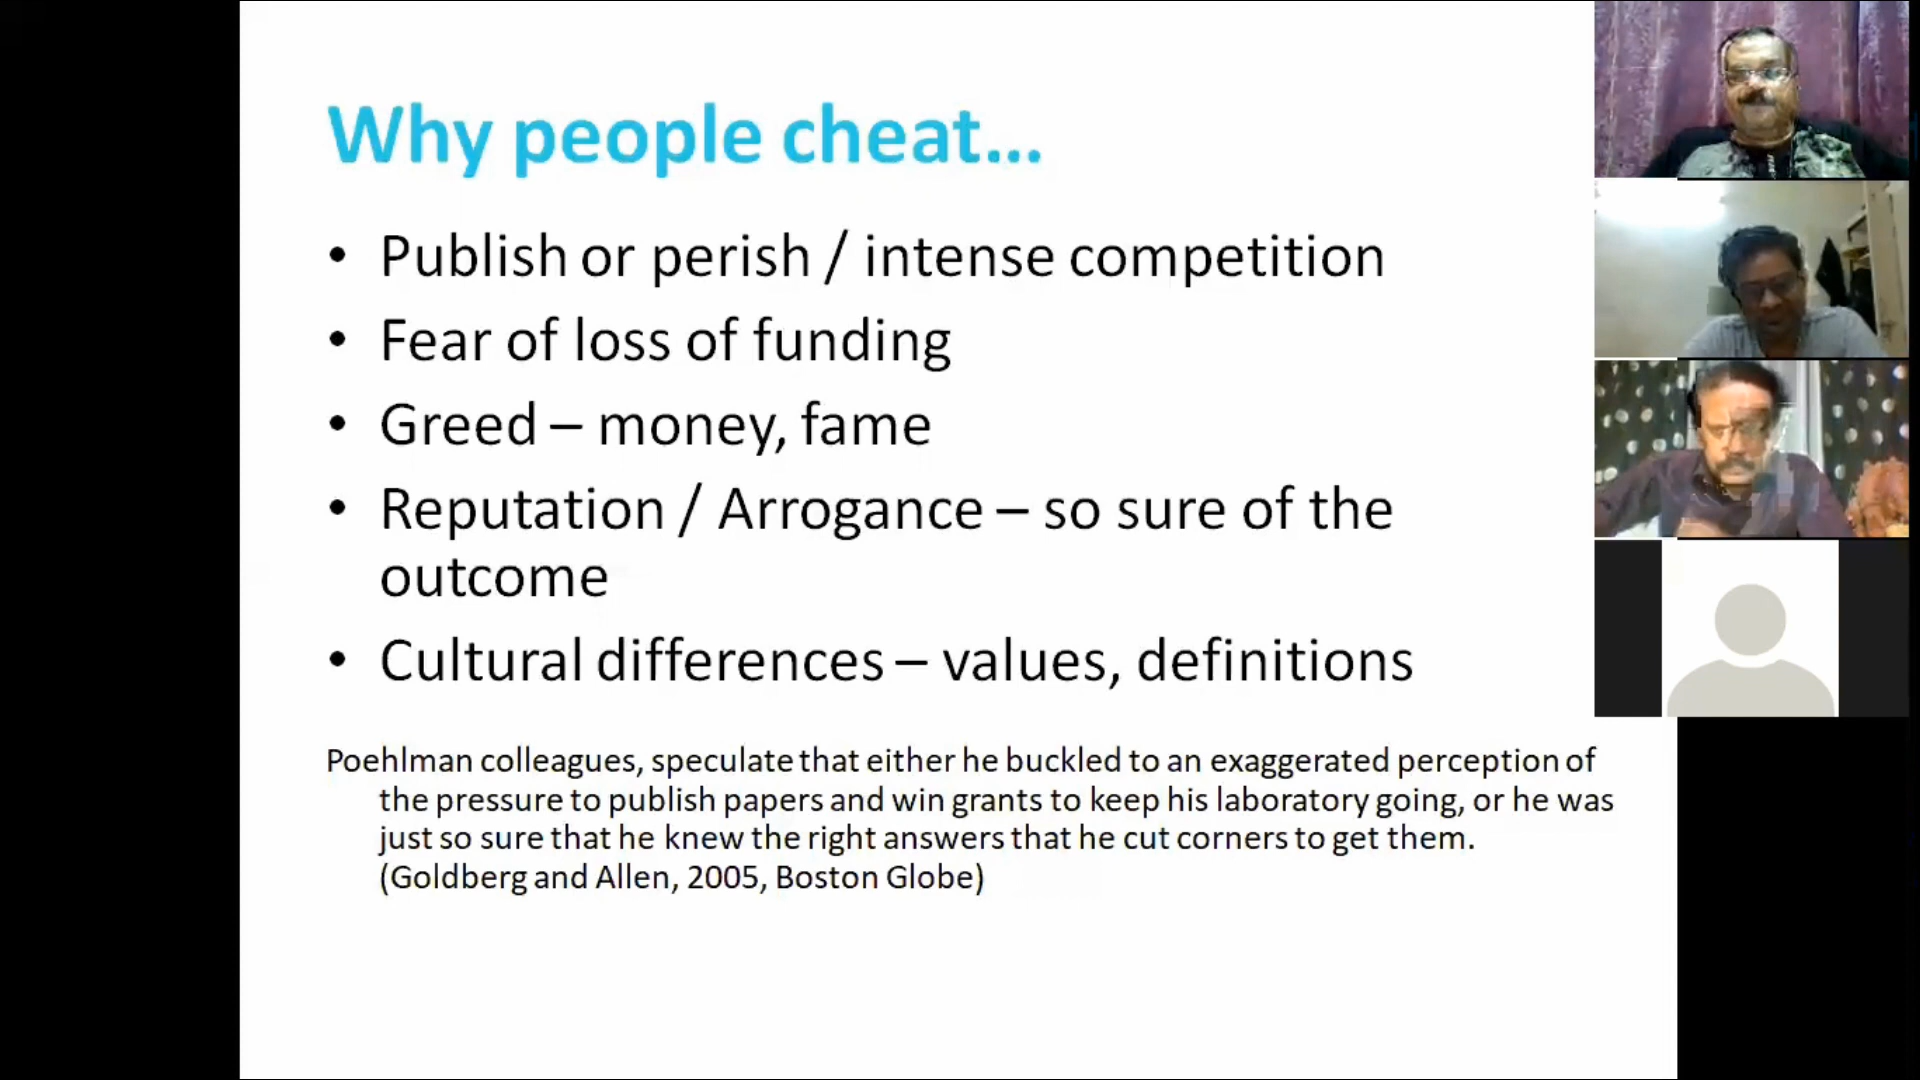 Why people cheat...
• Publish or perish / intense competition
• Fear of loss of funding
• Greed – money, fame
• Reputation / Arrogance – so sure of the
outcome
• Cultural differences – values, definitions
Poehlman colleagues, speculate that either he buckled to an exaggerated perception of
the pressure to publish papers and win grants to keep his laboratory going, or he was
just so sure that he knew the right answers that he cut corners to get them.
(Goldberg and Allen, 2005, Boston Globe)